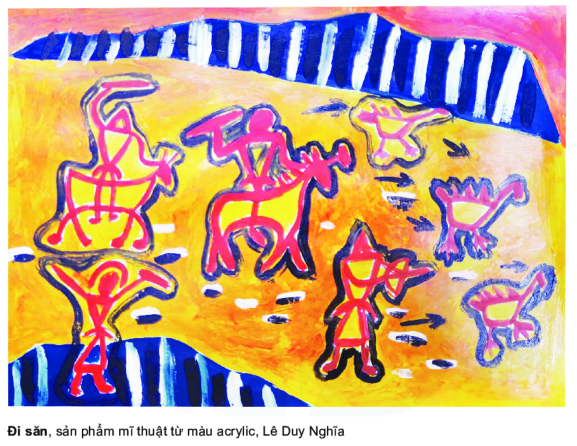 Đi săn, sản phẩm mĩ thuật từ màu acrylic, Lê Duy Nghĩa